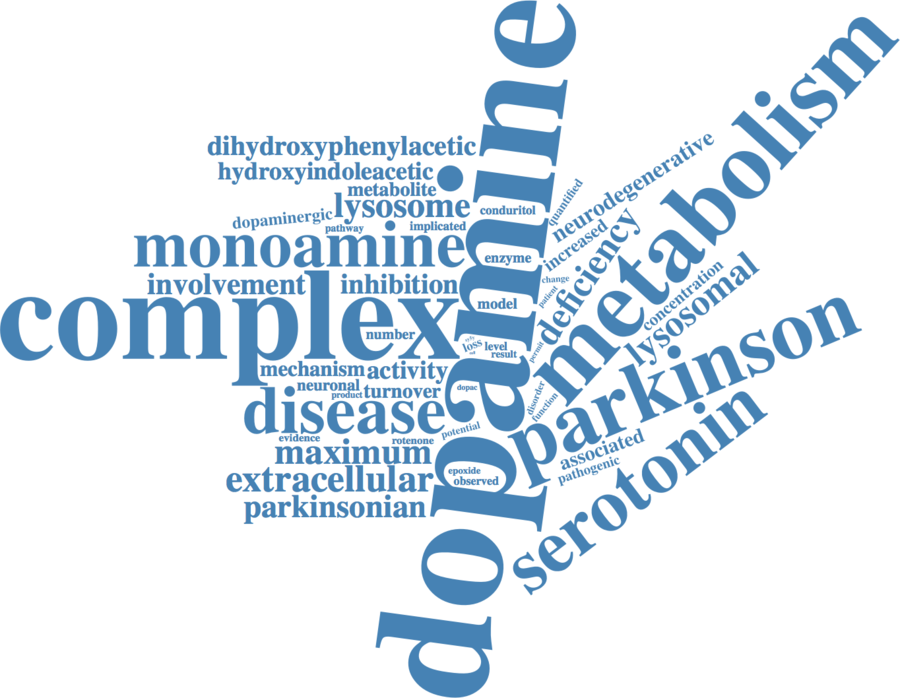 dopamine
metabolism
complex
parkinson
serotonin
monoamine
disease
dihydroxyphenylacetic
hydroxyindoleacetic
metabolite
lysosome
dopaminergic
pathway
implicated
involvement
inhibition
number
mechanism
activity
neuronal
product
turnover
evidence
rotenone
maximum
extracellular
parkinsonian
conduritol
enzyme
model
loss
level
result
dopac
potential
epoxide
observed
quantified
neurodegenerative
increased
deficiency
change
patient
permit
concentration
lysosomal
disorder
function
associated
pathogenic